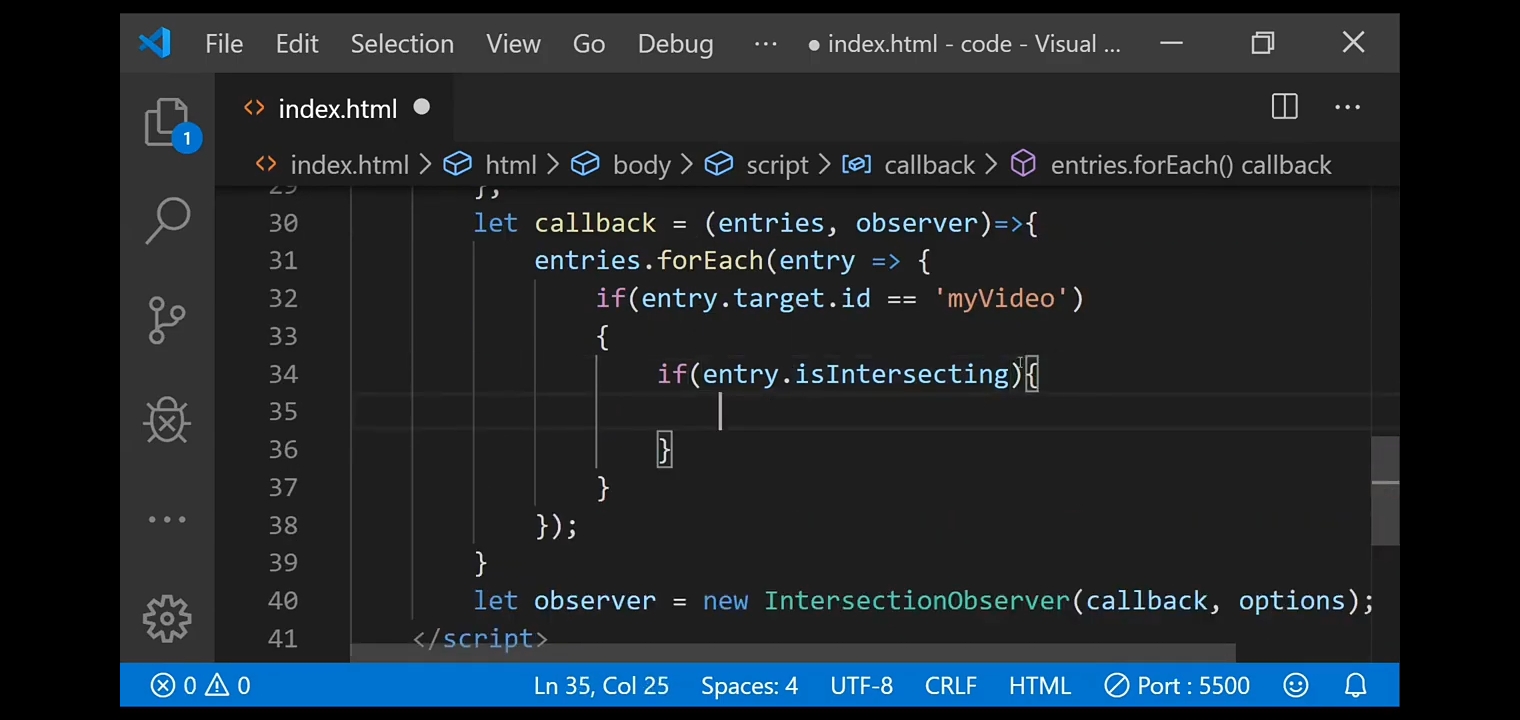 File Edit Selection View Go Debug ··· ● index.html - code - Visual ...
<> index.html ● ···
1
<> index.html > html > body > script > callback > entries.forEach() callback
29 };
30 let callback = (entries, observer)=>{
31 entries.forEach(entry => {
32 if(entry.target.id == 'myVideo')
33 {
34 if(entry.isIntersecting){
35
36 }
37 }
38 });
39 }
40 let observer = new IntersectionObserver(callback, options);
41 </script>
0 0 Ln 35, Col 25 Spaces: 4 UTF-8 CRLF HTML Port : 5500